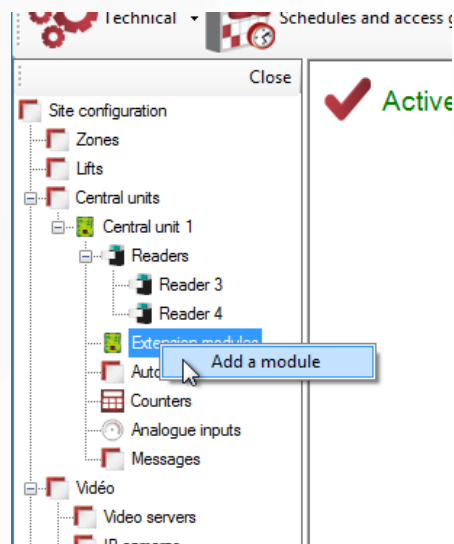 Technical
Schedules and access
Close
Active
Site configuration
Zones
Lifts
Central units
Central unit 1
Readers
Reader 3
Reader 4
Extension modules
Add a module
Auto
Counters
Analogue inputs
Messages
Vidéo
Video servers